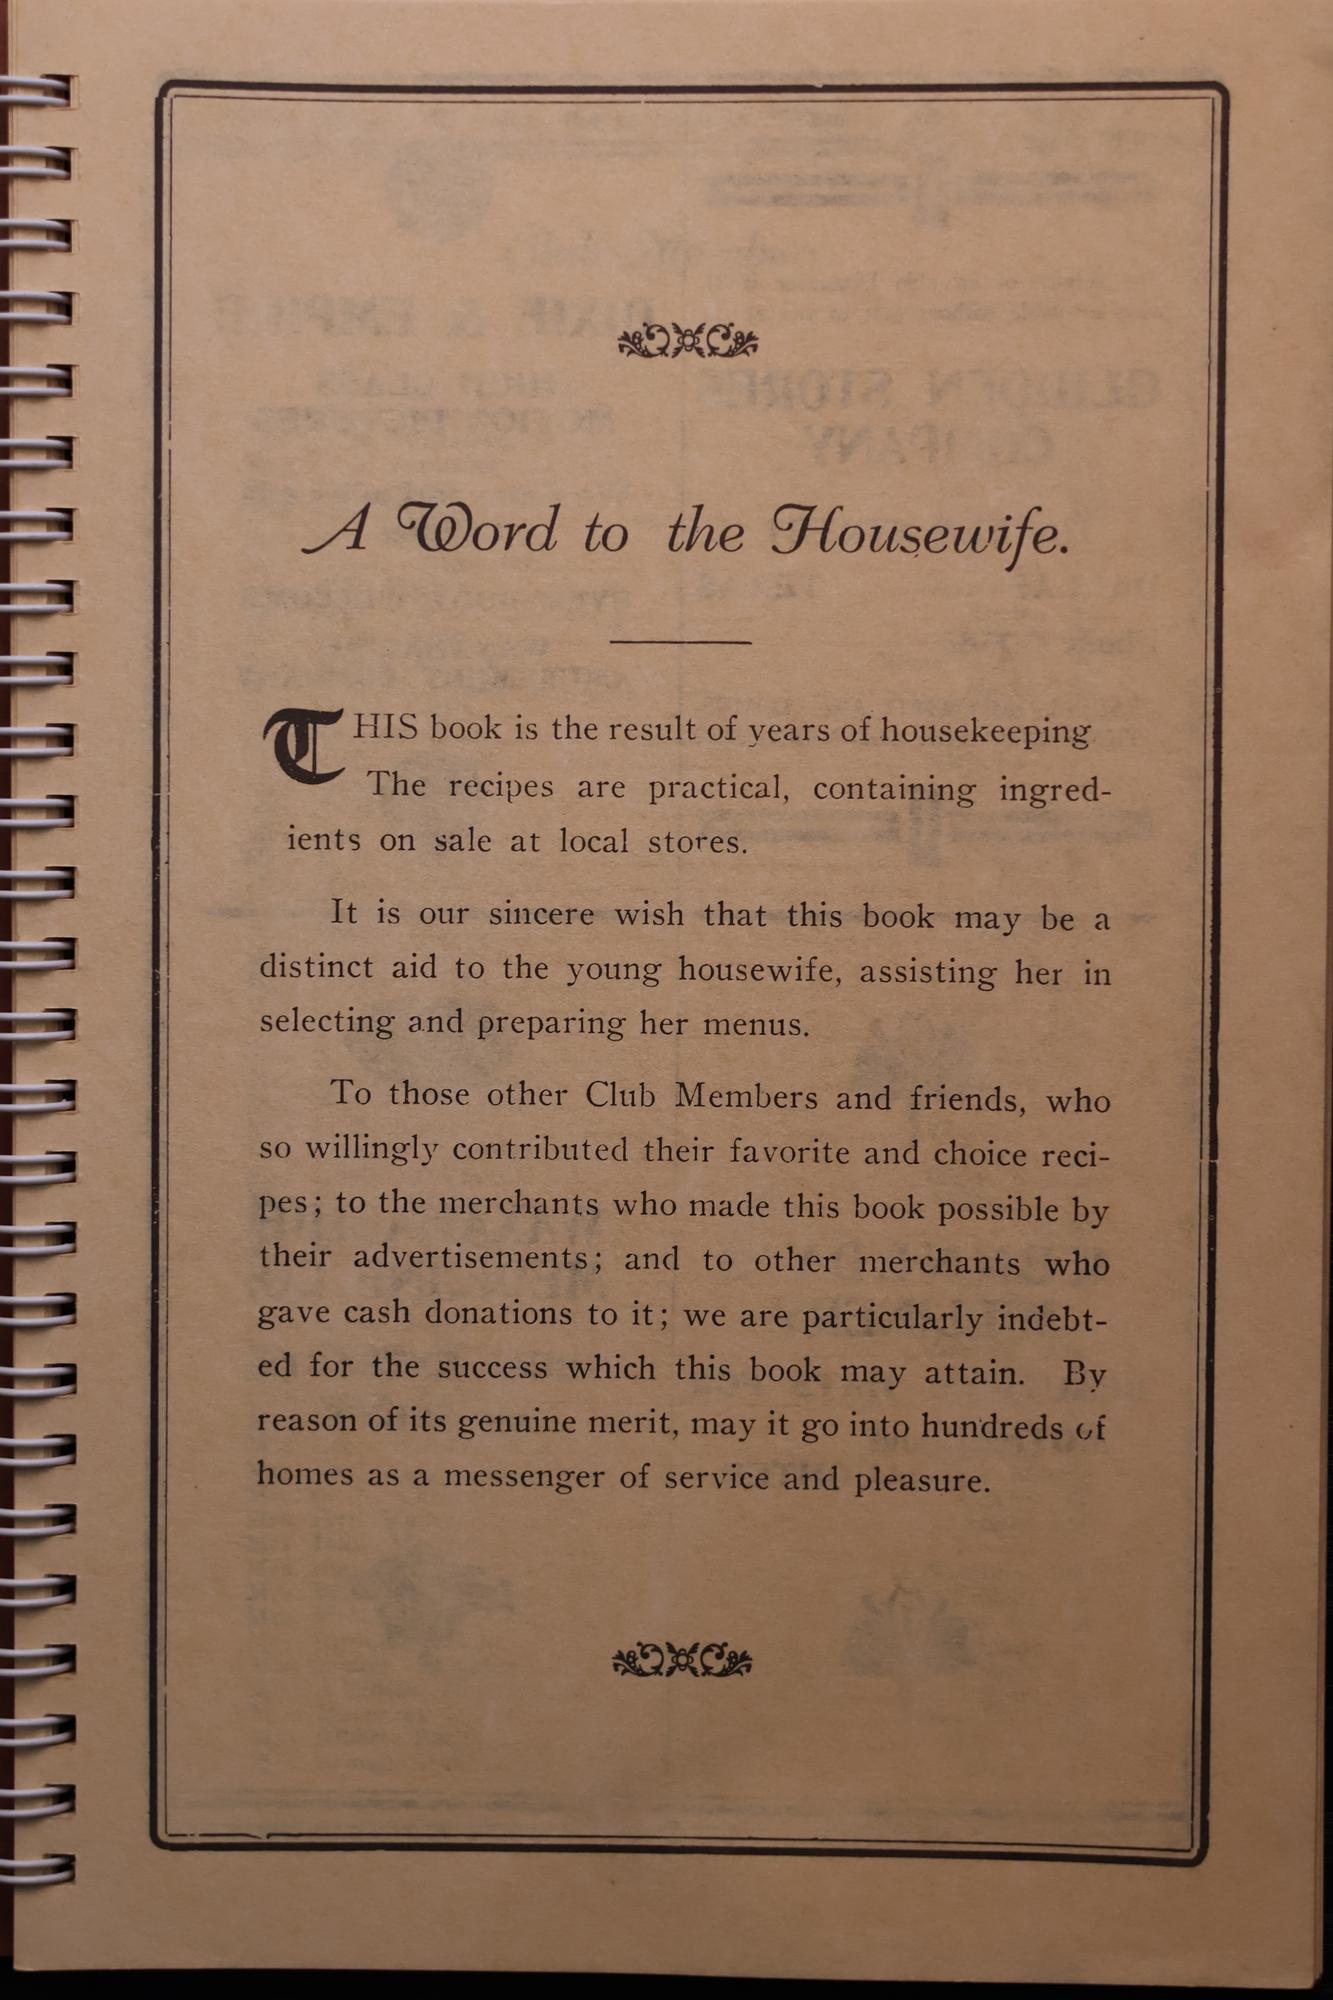 A Word to the Housewife.
THIS book is the result of years of housekeeping
The recipes are practical, containing ingred-
ients on sale at local stores.
It is our sincere wish that this book may be a
distinct aid to the young housewife, assisting her in
selecting and preparing her menus.
To those other Club Members and friends, who
so willingly contributed their favorite and choice reci-
pes; to the merchants who made this book possible by
their advertisements; and to other merchants who
gave cash donations to it; we are particularly indebt-
ed for the success which this book may attain. By
reason of its genuine merit, may it go into hundreds of
homes as a messenger of service and pleasure.